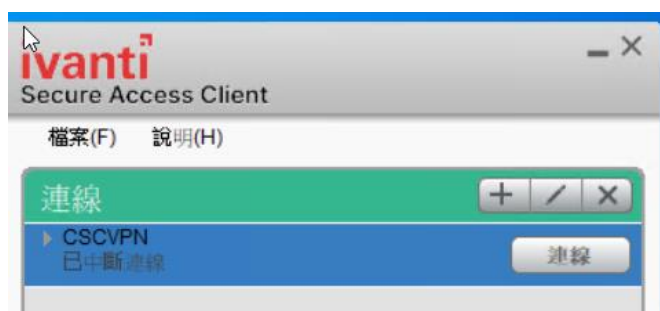 ivanti
Secure Access Client
檔案(F) 說明(H)
連線
CSCVPN
已中斷連線 連線